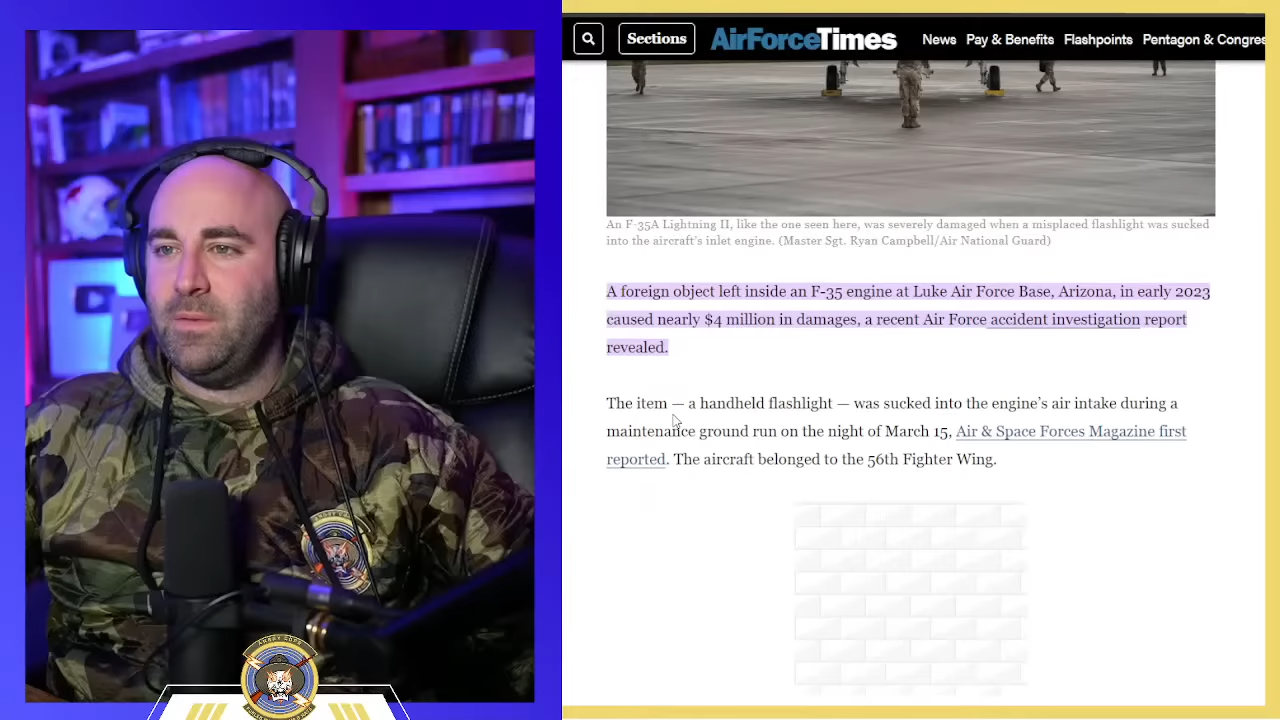 Sections
AirForceTimes
News Pay & Benefits Flashpoints Pentagon & Congres
An F-35A Lightning II, like the one seen here, was severely damaged when a misplaced flashlight was sucked
into the aircraft's inlet engine. (Master Sgt. Ryan Campbell/Air National Guard)
A foreign object left inside an F-35 engine at Luke Air Force Base, Arizona, in early 2023
caused nearly $4 million in damages, a recent Air Force accident investigation report
revealed.
The item — a handheld flashlight — was sucked into the engine's air intake during a
maintenance ground run on the night of March 15, Air & Space Forces Magazine first
reported. The aircraft belonged to the 56th Fighter Wing.
ANGRY COPS